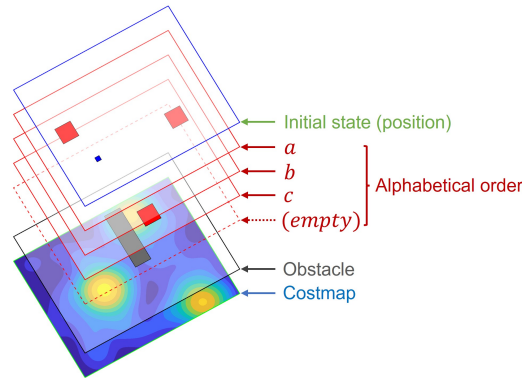 Initial state (position)
a
b
c
(empty)
Alphabetical order
Obstacle
Costmap